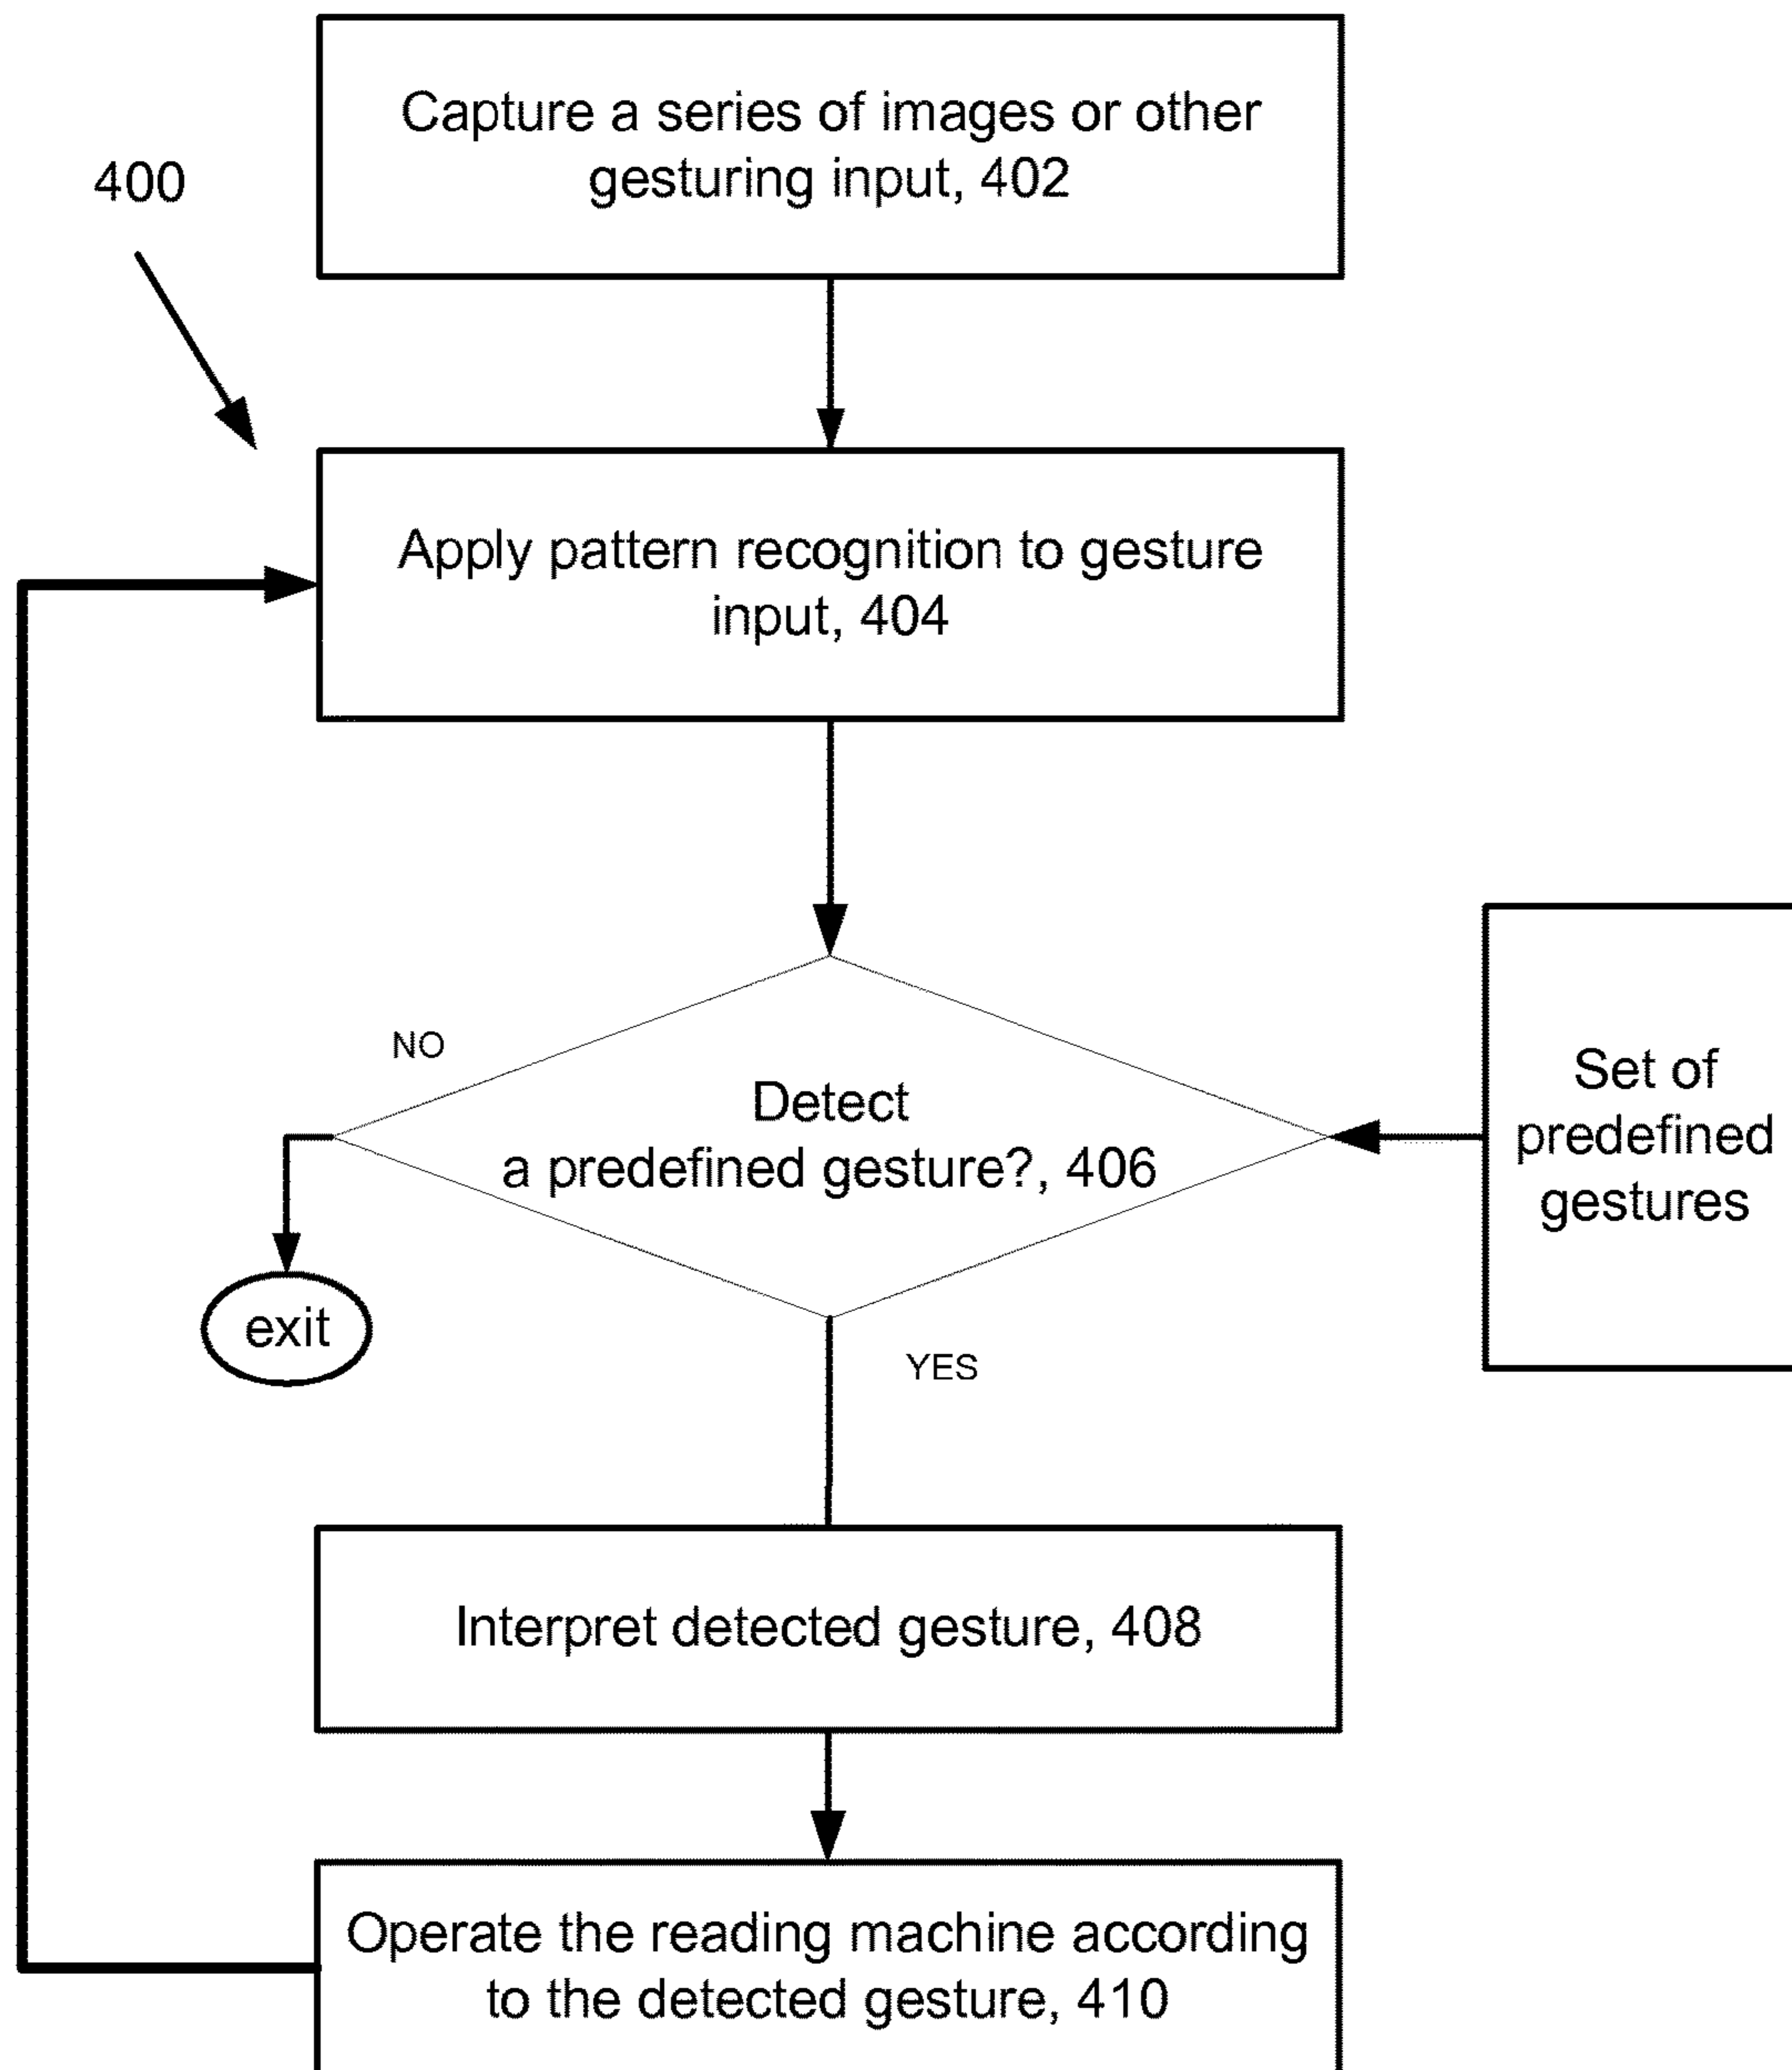 Capture a series of images or other
gesturing input, 402
400
Apply pattern recognition to gesture
input, 404
NO
Detect
a predefined gesture?, 406
Set of
predefined
gestures
exit
YES
Interpret detected gesture, 408
Operate the reading machine according
to the detected gesture, 410